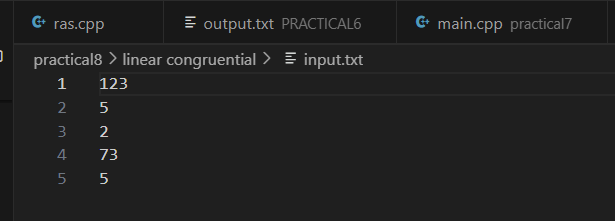 ras.cpp output.txt PRACTICAL6 main.cpp practical7
practical8 > linear congruential > input.txt
1 123
2 5
3 2
4 73
5 5